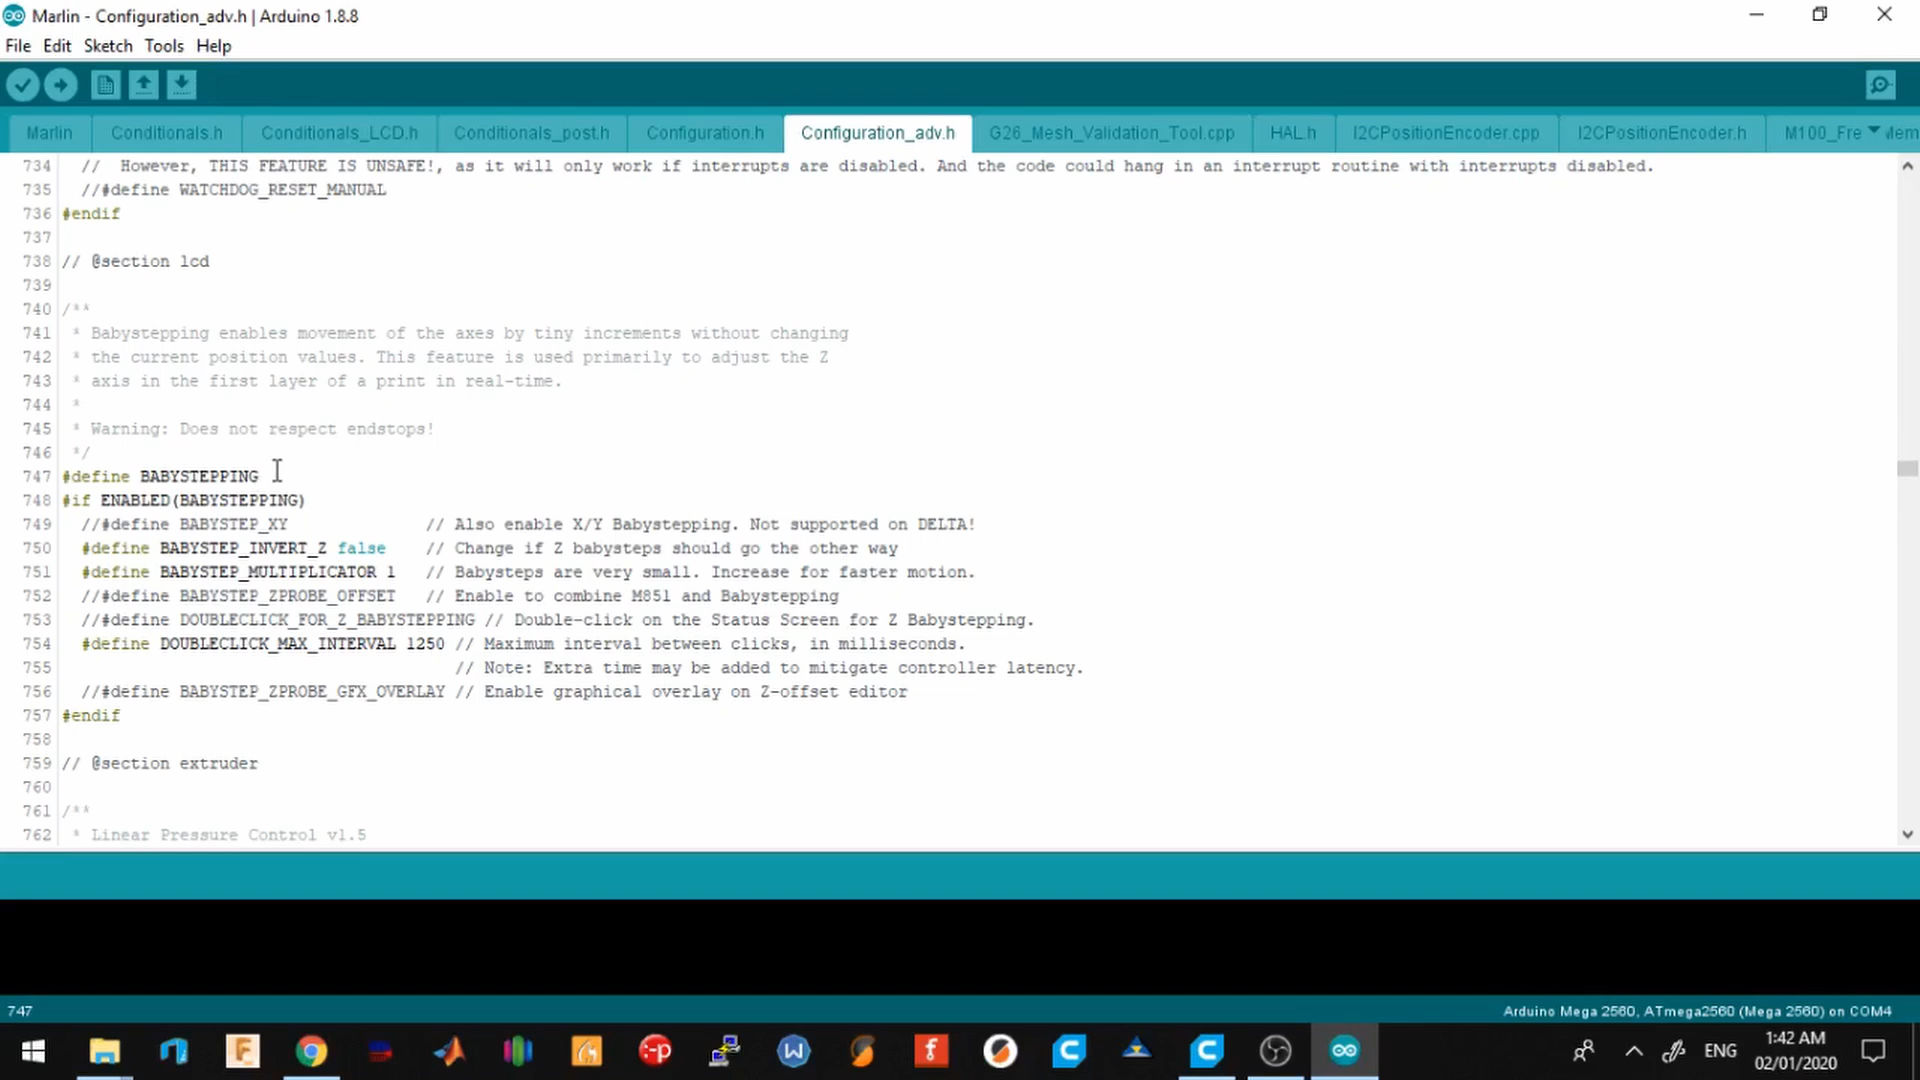 Marlin - Configuration_adv.h | Arduino 1.8.8
File Edit Sketch Tools Help
Marlin Conditionals.h Conditionals_LCD.h Conditionals_post.h Configuration.h Configuration_adv.h G26_Mesh_Validation_Tool.cpp HAL.h I2CPositionEncoder.cpp I2CPositionEncoder.h M100_Fre
734 // However, THIS FEATURE IS UNSAFE!, as it will only work if interrupts are disabled. And the code could hang in an interrupt routine with interrupts disabled.
735 //#define WATCHDOG_RESET_MANUAL
736 #endif
737
738 // @section lcd
739
740 /**
741 * Babystepping enables movement of the axes by tiny increments without changing
742 * the current position values. This feature is used primarily to adjust the Z
743 * axis in the first layer of a print in real-time.
744 *
745 * Warning: Does not respect endstops!
746 */
747 #define BABYSTEPPING
748 #if ENABLED(BABYSTEPPING)
749 //#define BABYSTEP_XY // Also enable X/Y Babystepping. Not supported on DELTA!
750 #define BABYSTEP_INVERT_Z false // Change if Z babysteps should go the other way
751 #define BABYSTEP_MULTIPLICATOR 1 // Babysteps are very small. Increase for faster motion.
752 //#define BABYSTEP_ZPROBE_OFFSET // Enable to combine M851 and Babystepping
753 //#define DOUBLECLICK_FOR_Z_BABYSTEPPING // Double-click on the Status Screen for Z Babystepping.
754 #define DOUBLECLICK_MAX_INTERVAL 1250 // Maximum interval between clicks, in milliseconds.
755 // Note: Extra time may be added to mitigate controller latency.
756 //#define BABYSTEP_ZPROBE_GFX_OVERLAY // Enable graphical overlay on Z-offset editor
757 #endif
758
759 // @section extruder
760
761 /**
762 * Linear Pressure Control v1.5
747 Arduino Mega 2560, ATmega2560 (Mega 2560) on COM4
ENG
1:42 AM
02/01/2020